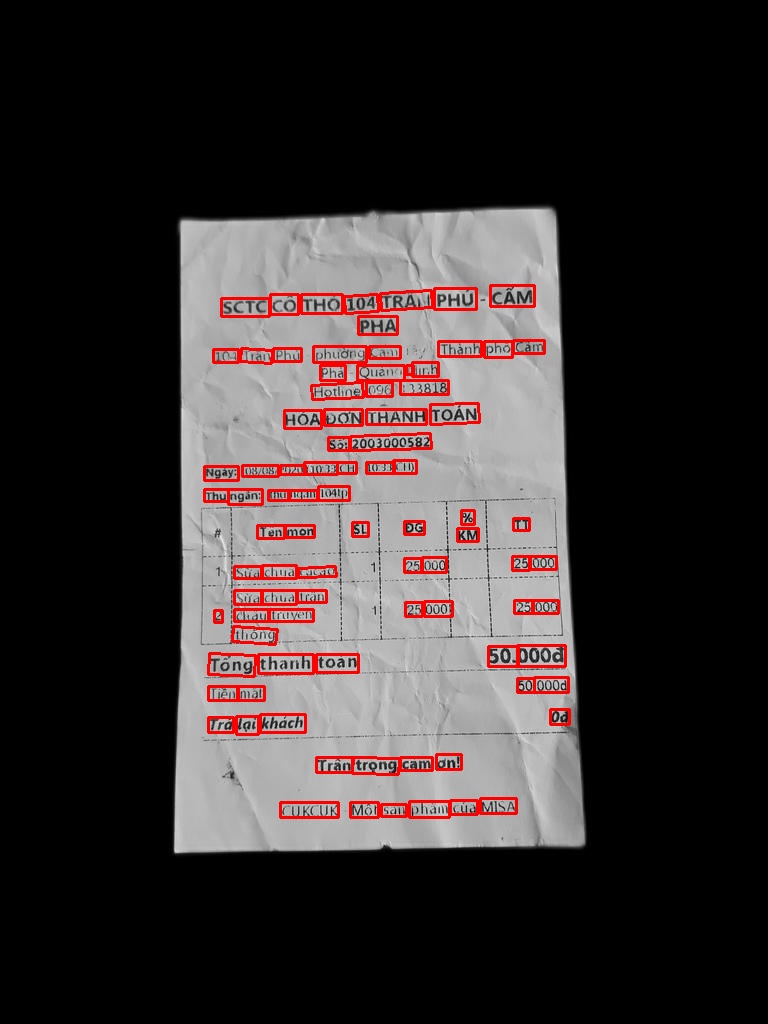 SCTC CÔ THO 104 TRẦN PHÚ - CẨM
PHẢ
104 Trần Phú phường Cẩm Tây Thành phố Cẩm
Phả - Quảng Ninh
Hotline 096 133818
HÓA ĐƠN THANH TOÁN
Số: 2003000582
Ngày: 08/08/2020 (10:33 CH - 10:33 CH)
Thu ngân: thu ngân 104tp
# Tên món SL ĐG % KM TT
1 Sữa chua cacao 1 25.000 25.000
2 Sữa chua trân châu truyền thống 1 25.000 25.000
Tổng thanh toán 50.000đ
Tiền mặt 50.000đ
Trả lại khách 0đ
Trân trọng cảm ơn!
CUKCUK - Một sản phẩm của MISA